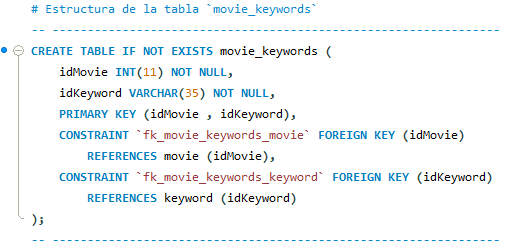 # Estructura de la tabla `movie_keywords`
-- ----------------------------------------------------------------
CREATE TABLE IF NOT EXISTS movie_keywords (
idMovie INT(11) NOT NULL,
idKeyword VARCHAR(35) NOT NULL,
PRIMARY KEY (idMovie , idKeyword),
CONSTRAINT `fk_movie_keywords_movie` FOREIGN KEY (idMovie)
REFERENCES movie (idMovie),
CONSTRAINT `fk_movie_keywords_keyword` FOREIGN KEY (idKeyword)
REFERENCES keyword (idKeyword)
);
-- ----------------------------------------------------------------